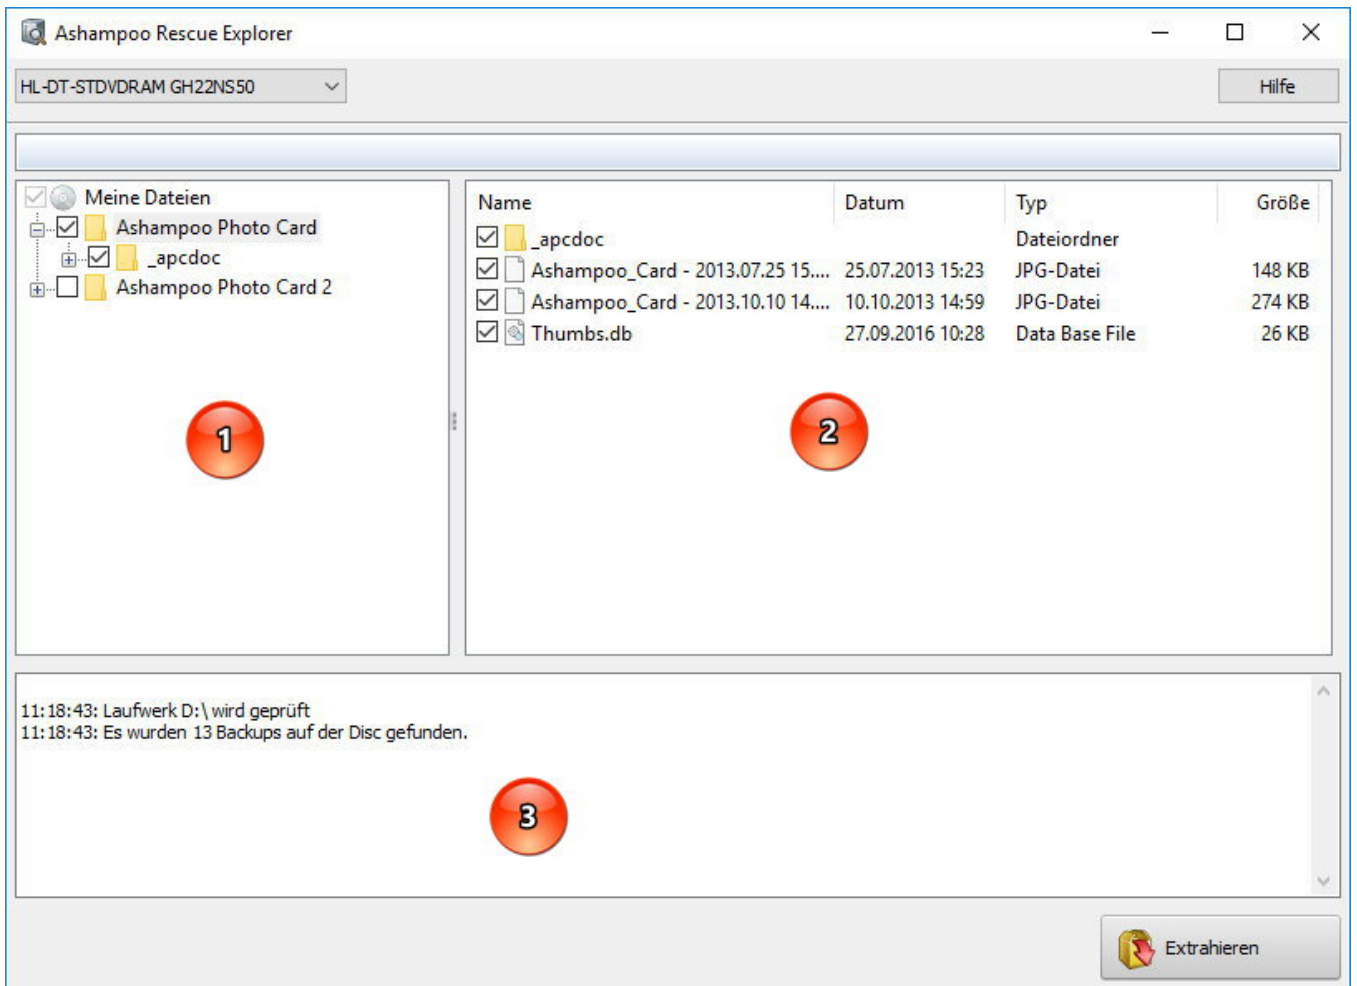 Ashampoo Rescue Explorer
HL-DT-STDVDRAM GH22NS50
Hilfe
Meine Dateien
Ashampoo Photo Card
_apcdoc
Ashampoo Photo Card 2
1
Name Datum Typ Größe
_apcdoc Dateiordner
Ashampoo_Card - 2013.07.25 15.... 25.07.2013 15:23 JPG-Datei 148 KB
Ashampoo_Card - 2013.10.10 14.... 10.10.2013 14:59 JPG-Datei 274 KB
Thumbs.db 27.09.2016 10:28 Data Base File 26 KB
2
11:18:43: Laufwerk D:\ wird geprüft
11:18:43: Es wurden 13 Backups auf der Disc gefunden.
3
Extrahieren